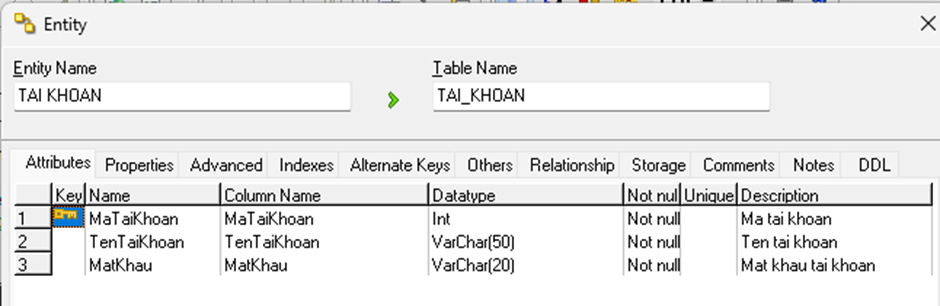 Entity
Entity Name Table Name
TAI KHOAN TAI_KHOAN
Attributes Properties Advanced Indexes Alternate Keys Others Relationship Storage Comments Notes DDL
Key Name Column Name Datatype Not nul Unique Description
1 MaTaiKhoan MaTaiKhoan Int Not null Ma tai khoan
2 TenTaiKhoan TenTaiKhoan VarChar(50) Not null Ten tai khoan
3 MatKhau MatKhau VarChar(20) Not null Mat khau tai khoan